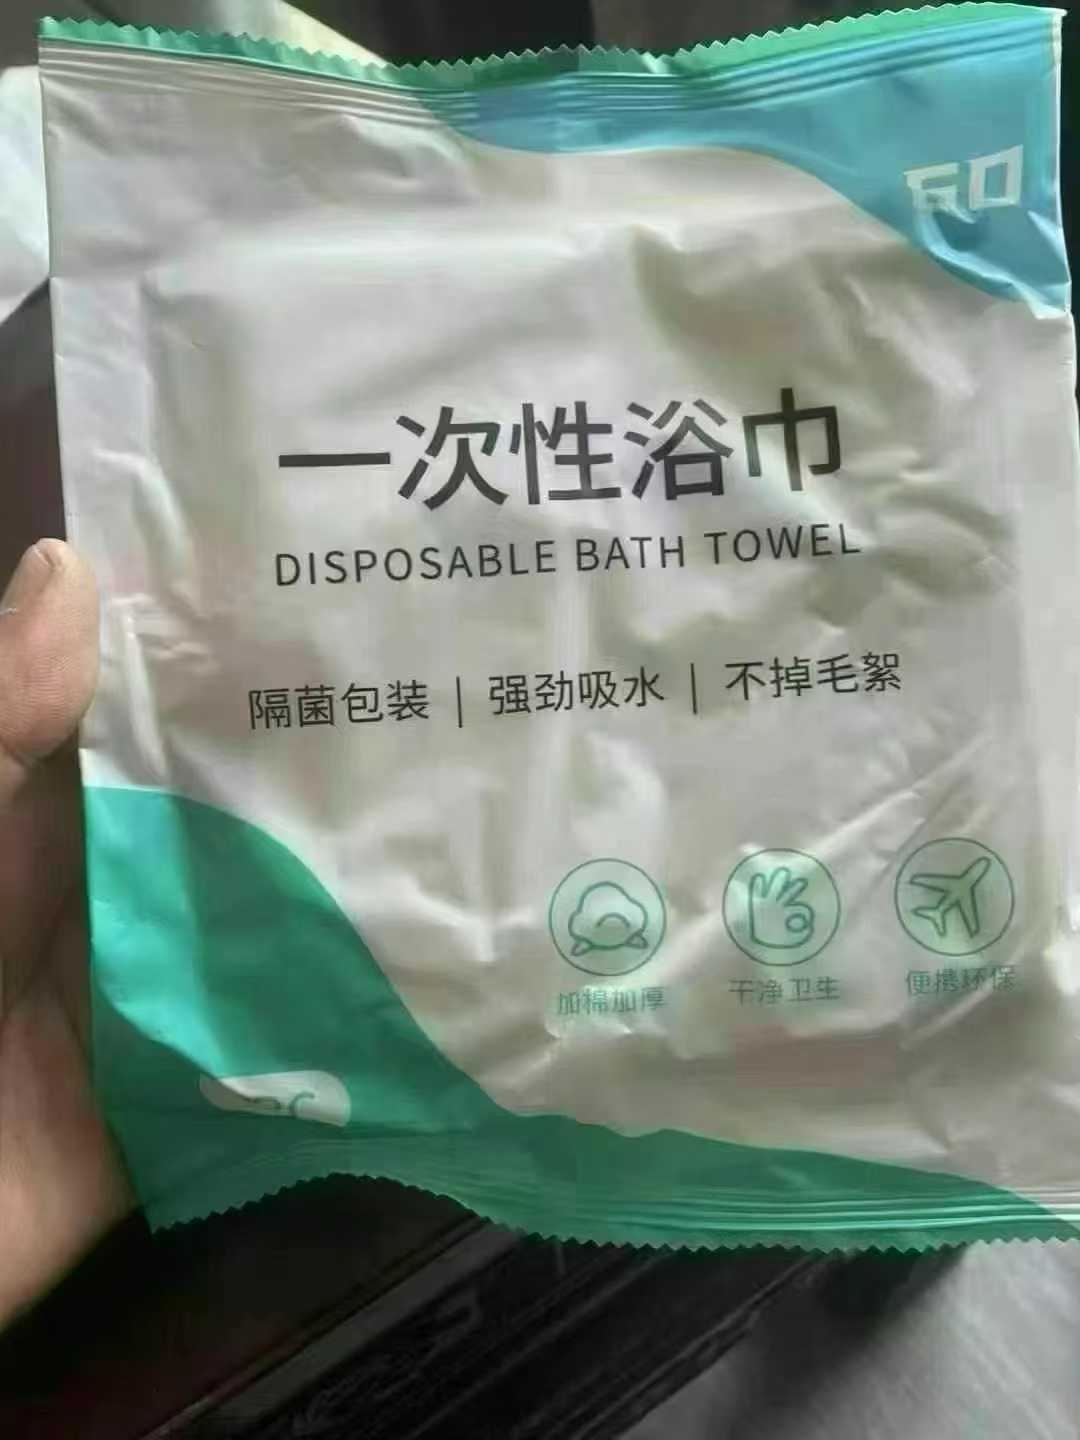 GO
一次性浴巾
DISPOSABLE BATH TOWEL
隔菌包装 | 强劲吸水 | 不掉毛絮
加棉加厚 干净卫生 便携环保